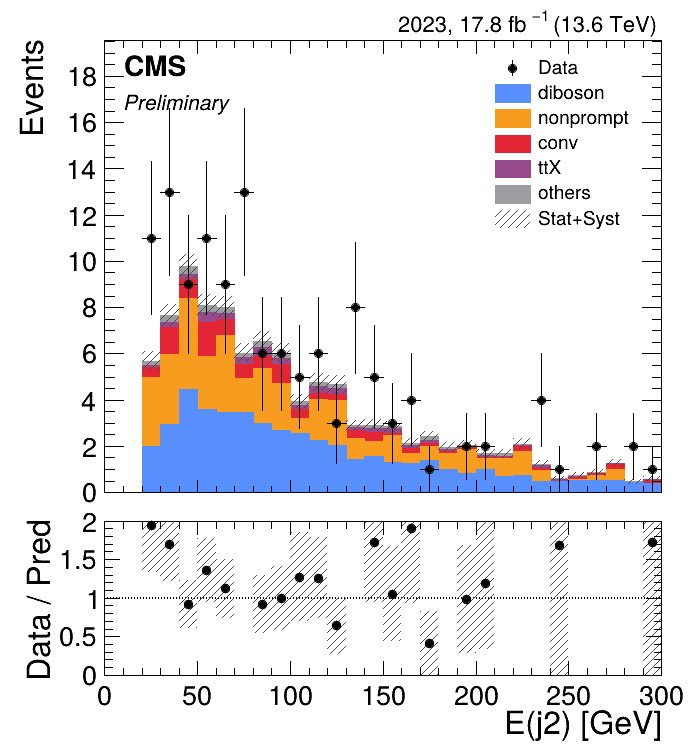 2023, 17.8 fb⁻¹ (13.6 TeV)
Events
CMS
Preliminary
Data
diboson
nonprompt
conv
ttX
others
Stat+Syst
18
16
14
12
10
8
6
4
2
0
Data / Pred
2
1.5
1
0.5
0
0 50 100 150 200 250 300
E(j2) [GeV]